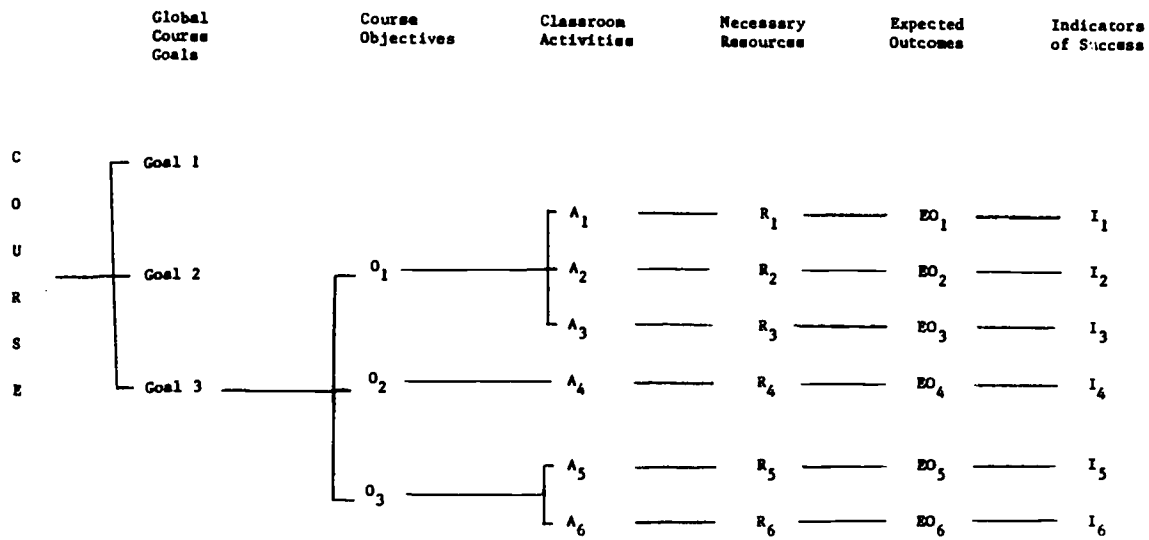 Global Course Goals
Course Objectives
Classroom Activities
Necessary Resources
Expected Outcomes
Indicators of Success
COURSE
Goal 1
Goal 2
Goal 3
O1
O2
O3
A1 R1 EO1 I1
A2 R2 EO2 I2
A3 R3 EO3 I3
A4 R4 EO4 I4
A5 R5 EO5 I5
A6 R6 EO6 I6